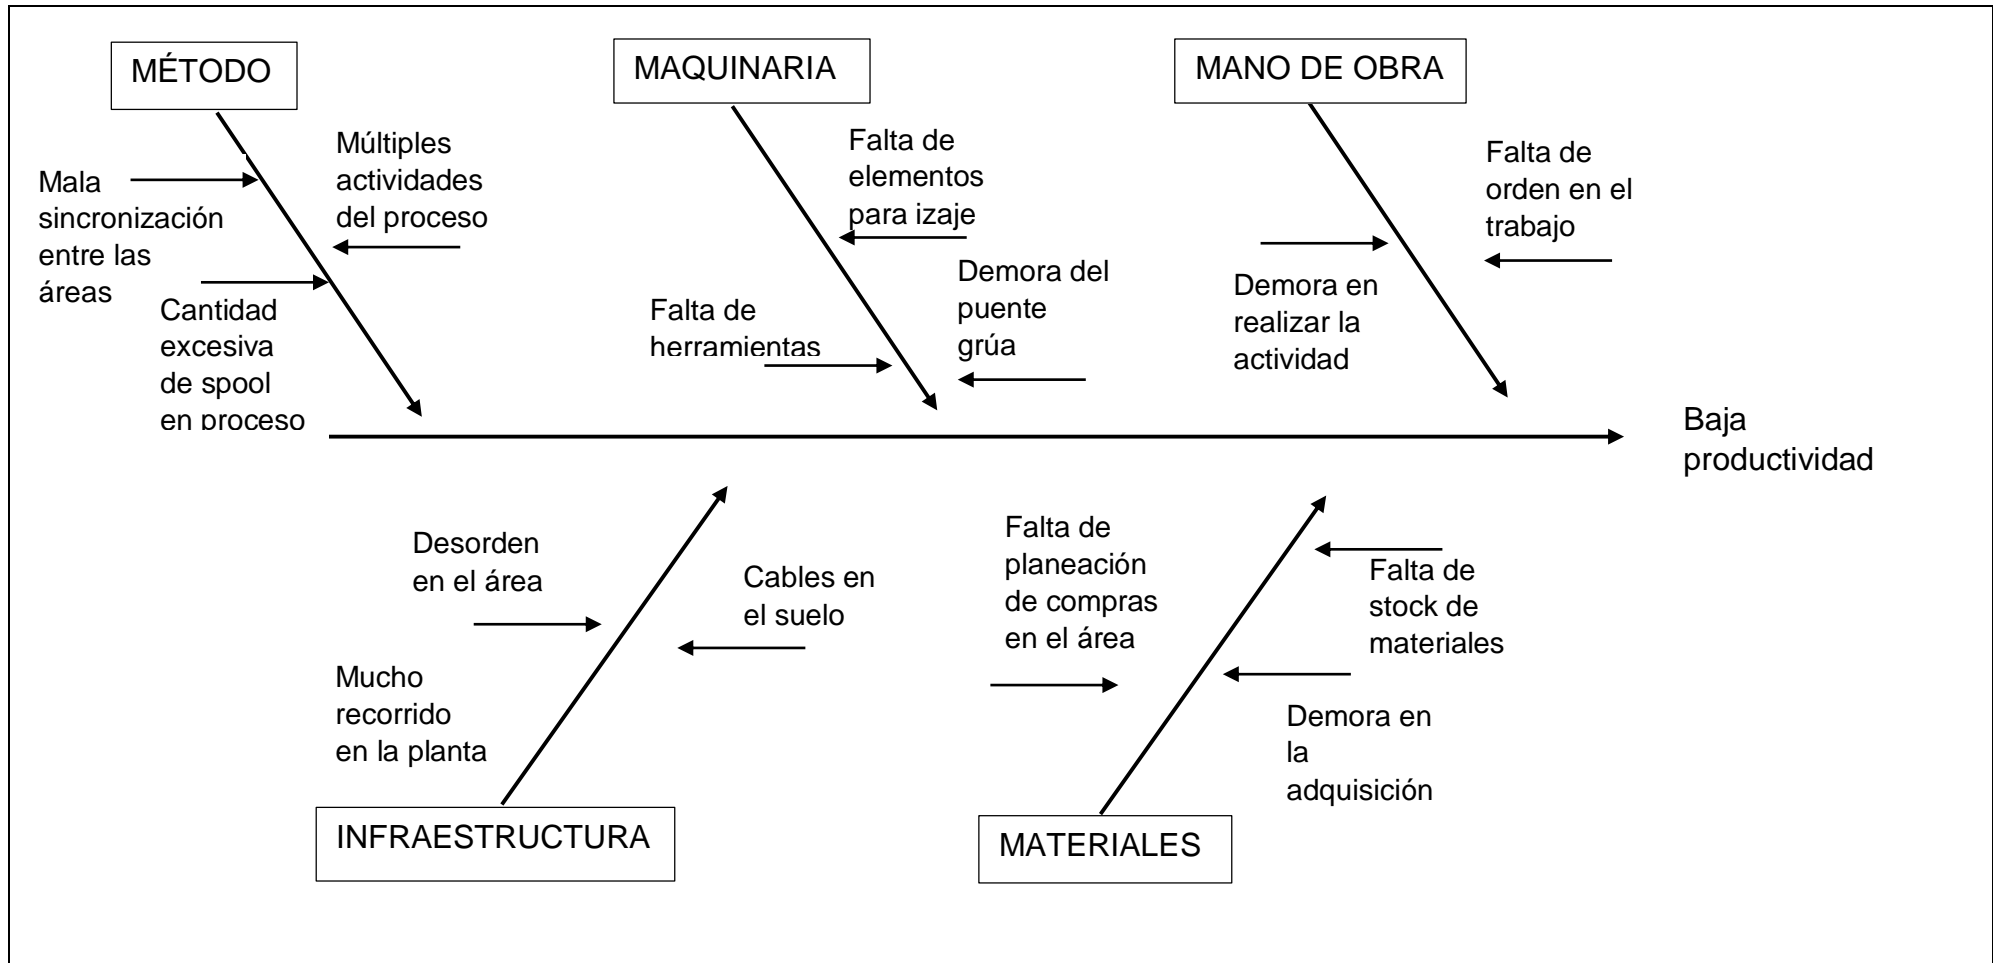 MÉTODO
MAQUINARIA
MANO DE OBRA
Mala
sincronización
entre las
áreas
Múltiples
actividades
del proceso
Cantidad
excesiva
de spool
en proceso
Falta de
elementos
para izaje
Falta de
herramientas
Demora del
puente
grúa
Demora en
realizar la
actividad
Falta de
orden en el
trabajo
Baja
productividad
Desorden
en el área
Cables en
el suelo
Mucho
recorrido
en la planta
Falta de
planeación
de compras
en el área
Falta de
stock de
materiales
Demora en
la
adquisición
INFRAESTRUCTURA
MATERIALES